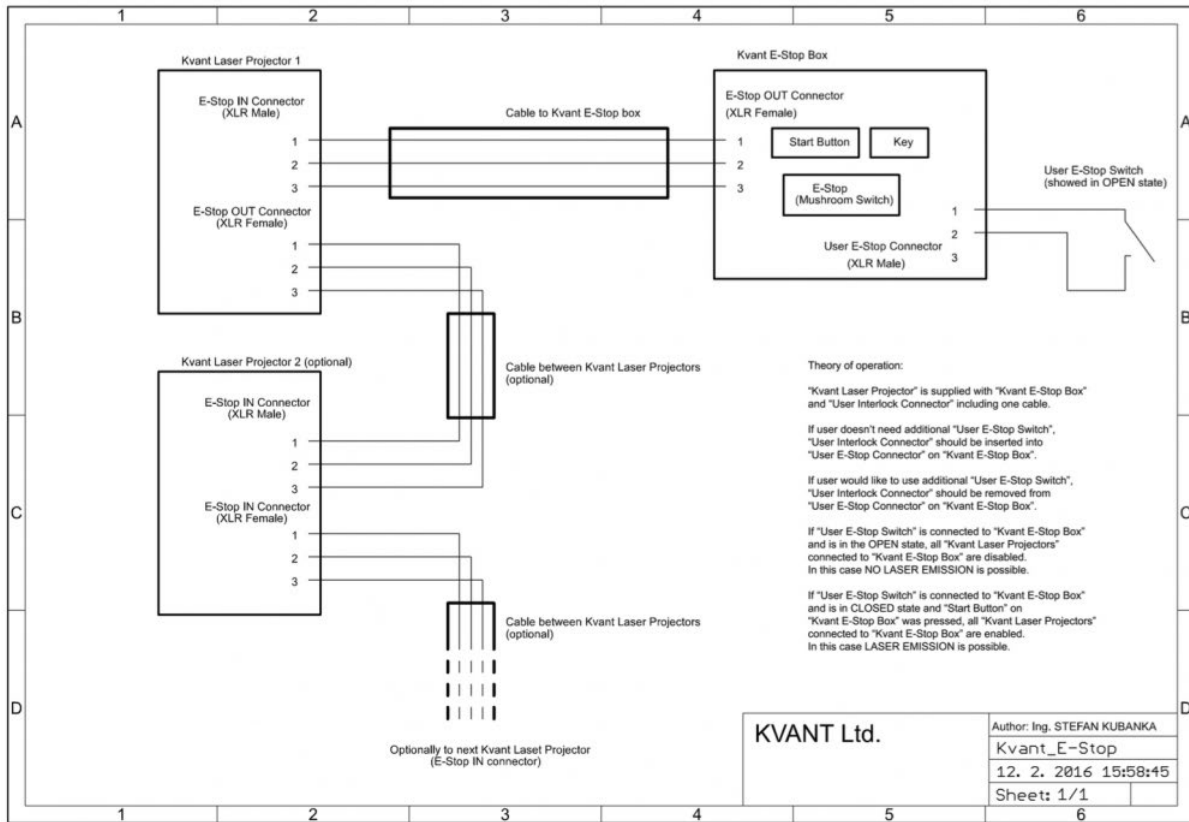 1 2 3 4 5 6
A
B
C
D
A
B
C
D
Kvant Laser Projector 1
E-Stop IN Connector
(XLR Male)
1
2
3
E-Stop OUT Connector
(XLR Female)
1
2
3
Cable to Kvant E-Stop box
Kvant E-Stop Box
E-Stop OUT Connector
(XLR Female)
1
2
3
Start Button
Key
E-Stop
(Mushroom Switch)
User E-Stop Connector
(XLR Male)
1
2
3
User E-Stop Switch
(showed in OPEN state)
Cable between Kvant Laser Projectors
(optional)
Kvant Laser Projector 2 (optional)
E-Stop IN Connector
(XLR Male)
1
2
3
E-Stop IN Connector
(XLR Female)
1
2
3
Cable between Kvant Laser Projectors
(optional)
Optionally to next Kvant Laset Projector
(E-Stop IN connector)
Theory of operation:
"Kvant Laser Projector" is supplied with "Kvant E-Stop Box"
and "User Interlock Connector" including one cable.
If user doesn't need additional "User E-Stop Switch",
"User Interlock Connector" should be inserted into
"User E-Stop Connector" on "Kvant E-Stop Box".
If user would like to use additional "User E-Stop Switch",
"User Interlock Connector" should be removed from
"User E-Stop Connector" on "Kvant E-Stop Box".
If "User E-Stop Switch" is connected to "Kvant E-Stop Box"
and is in the OPEN state, all "Kvant Laser Projectors"
connected to "Kvant E-Stop Box" are disabled.
In this case NO LASER EMISSION is possible.
If "User E-Stop Switch" is connected to "Kvant E-Stop Box"
and is in CLOSED state and "Start Button" on
"Kvant E-Stop Box" was pressed, all "Kvant Laser Projectors"
connected to "Kvant E-Stop Box" are enabled.
In this case LASER EMISSION is possible.
KVANT Ltd.
Author: Ing. STEFAN KUBANKA
Kvant_E-Stop
12. 2. 2016 15:58:45
Sheet: 1/1
1 2 3 4 5 6